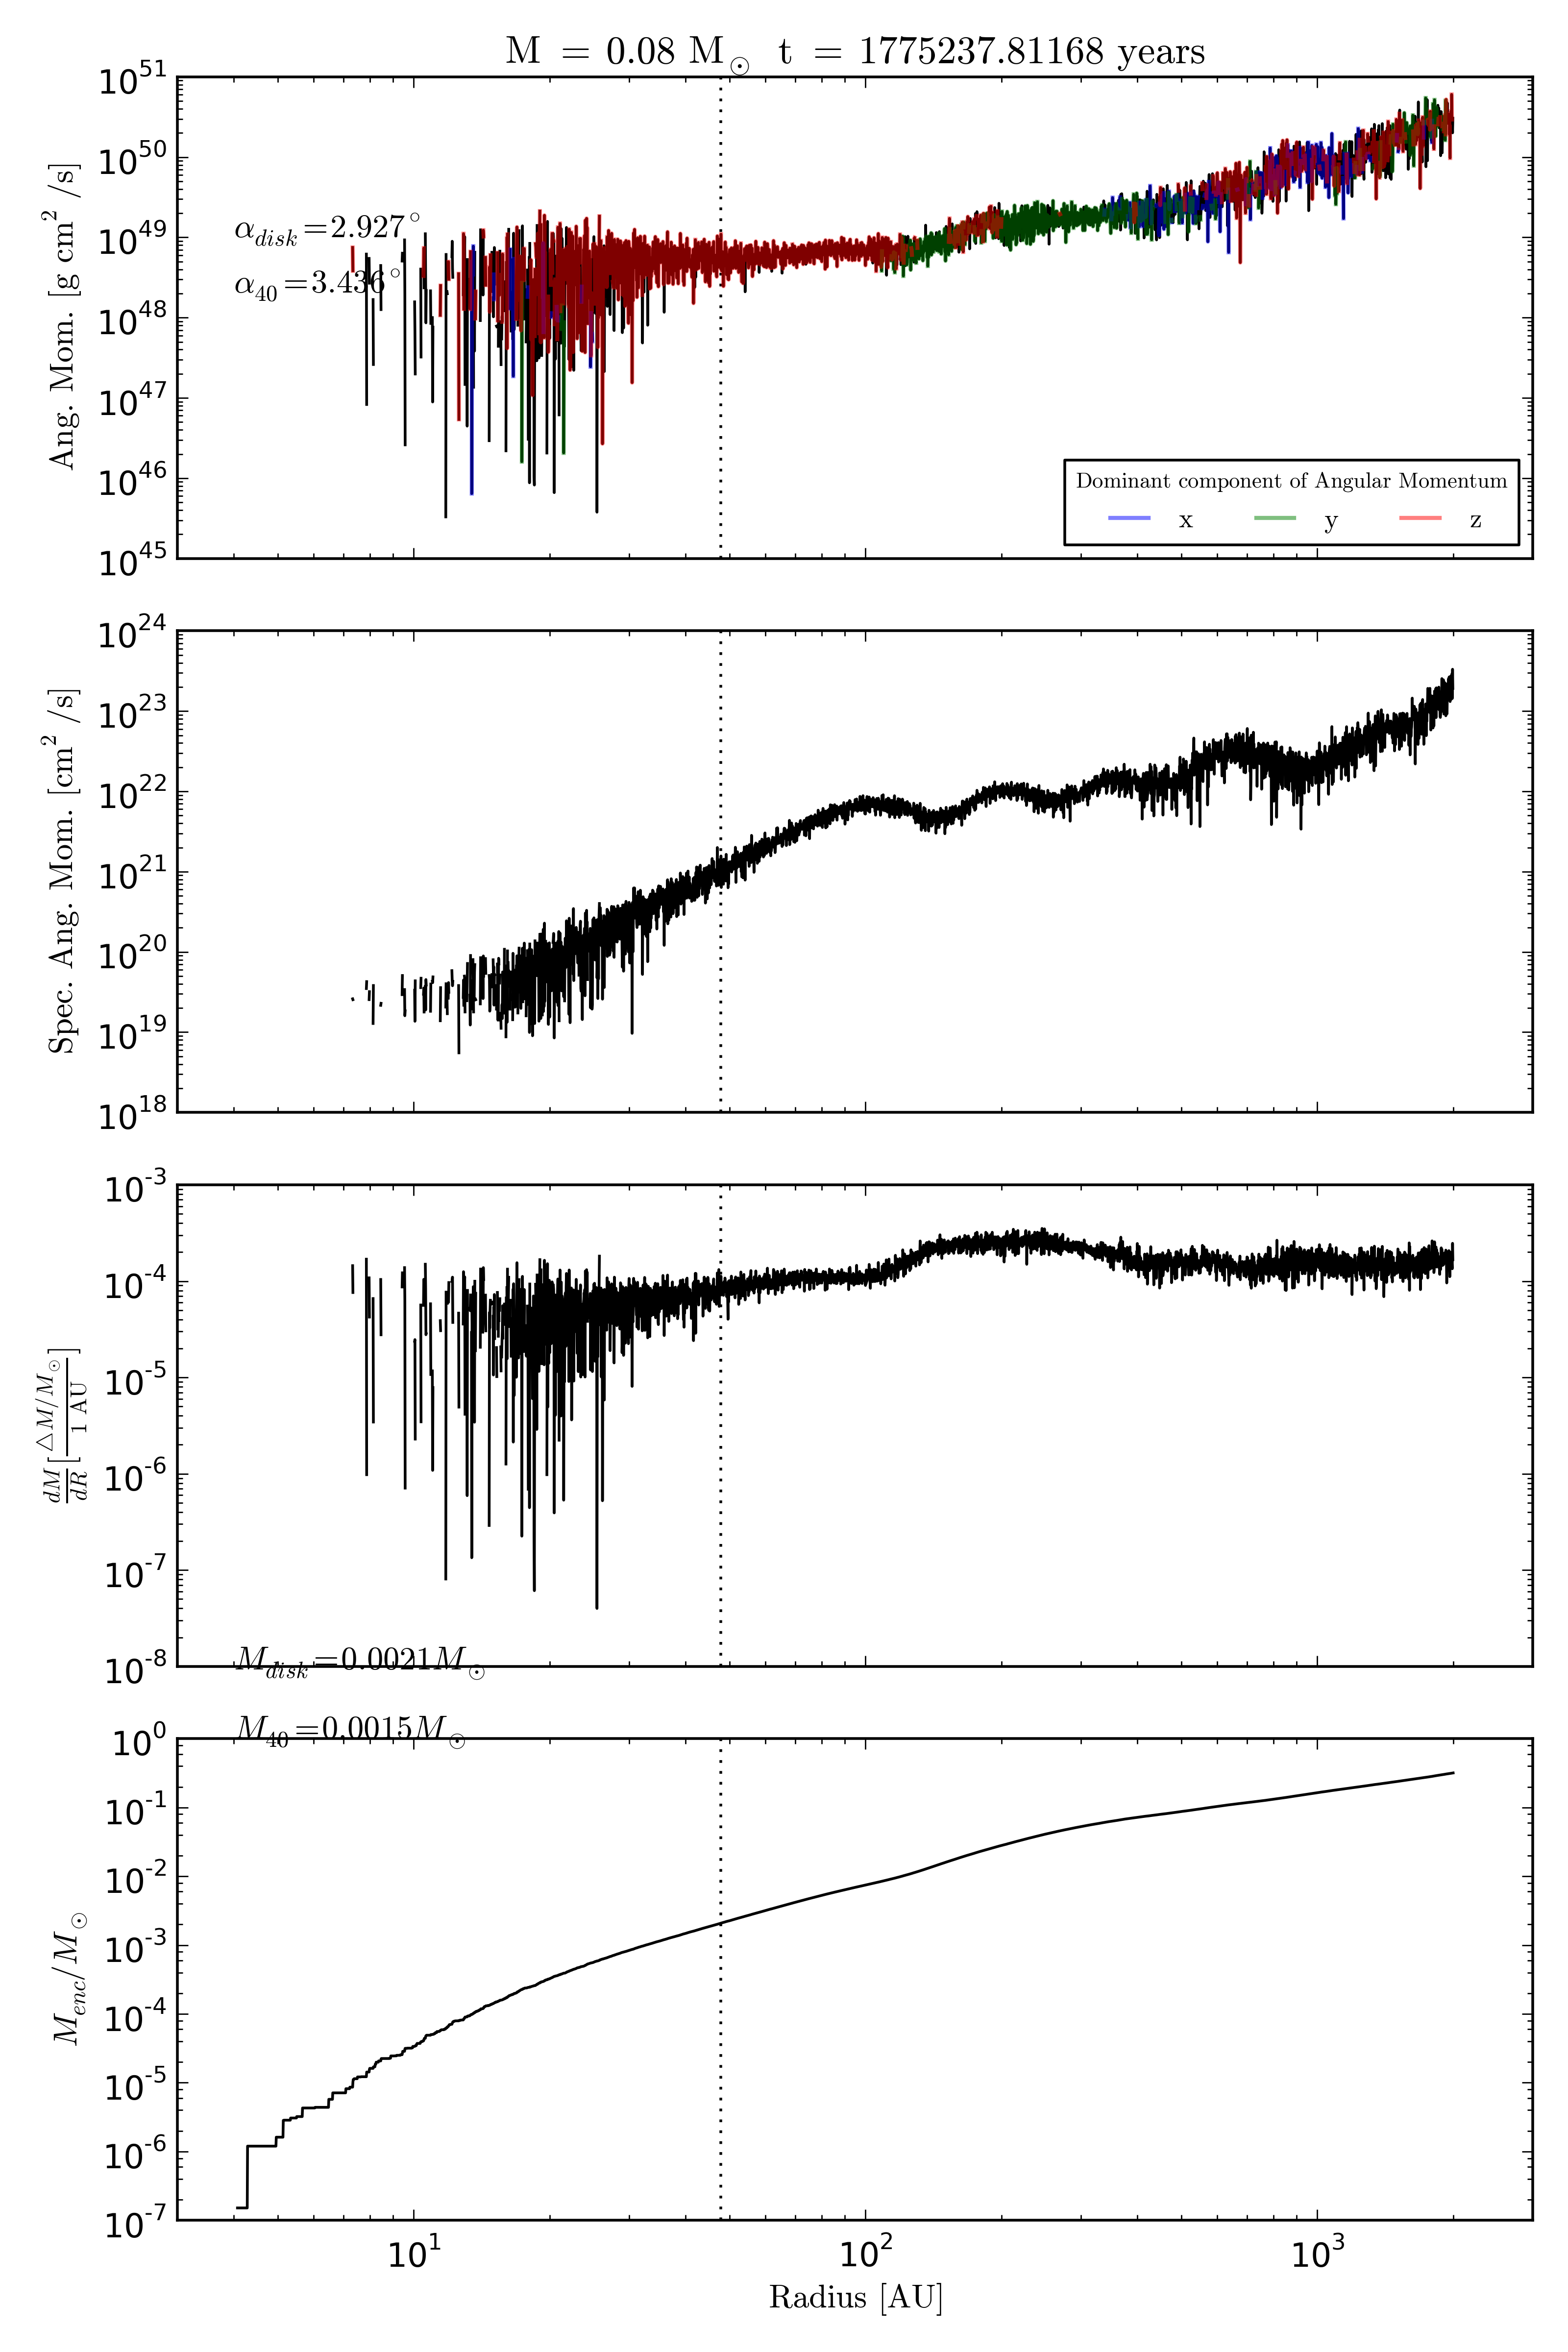 M = 0.08 M⊙ t = 1775237.81168 years
10^51
10^50
10^49
10^48
10^47
10^46
10^45
Ang. Mom. [g cm^2 /s]
α_disk = 2.927°
α_40 = 3.436°
Dominant component of Angular Momentum
x y z
10^24
10^23
10^22
10^21
10^20
10^19
10^18
Spec. Ang. Mom. [cm^2 /s]
10^-3
10^-4
10^-5
10^-6
10^-7
10^-8
dM/dR [△M/M⊙ / 1 AU]
M_disk = 0.0021M⊙
M_40 = 0.0015M⊙
10^0
10^-1
10^-2
10^-3
10^-4
10^-5
10^-6
10^-7
M_enc/M⊙
10^1 10^2 10^3
Radius [AU]